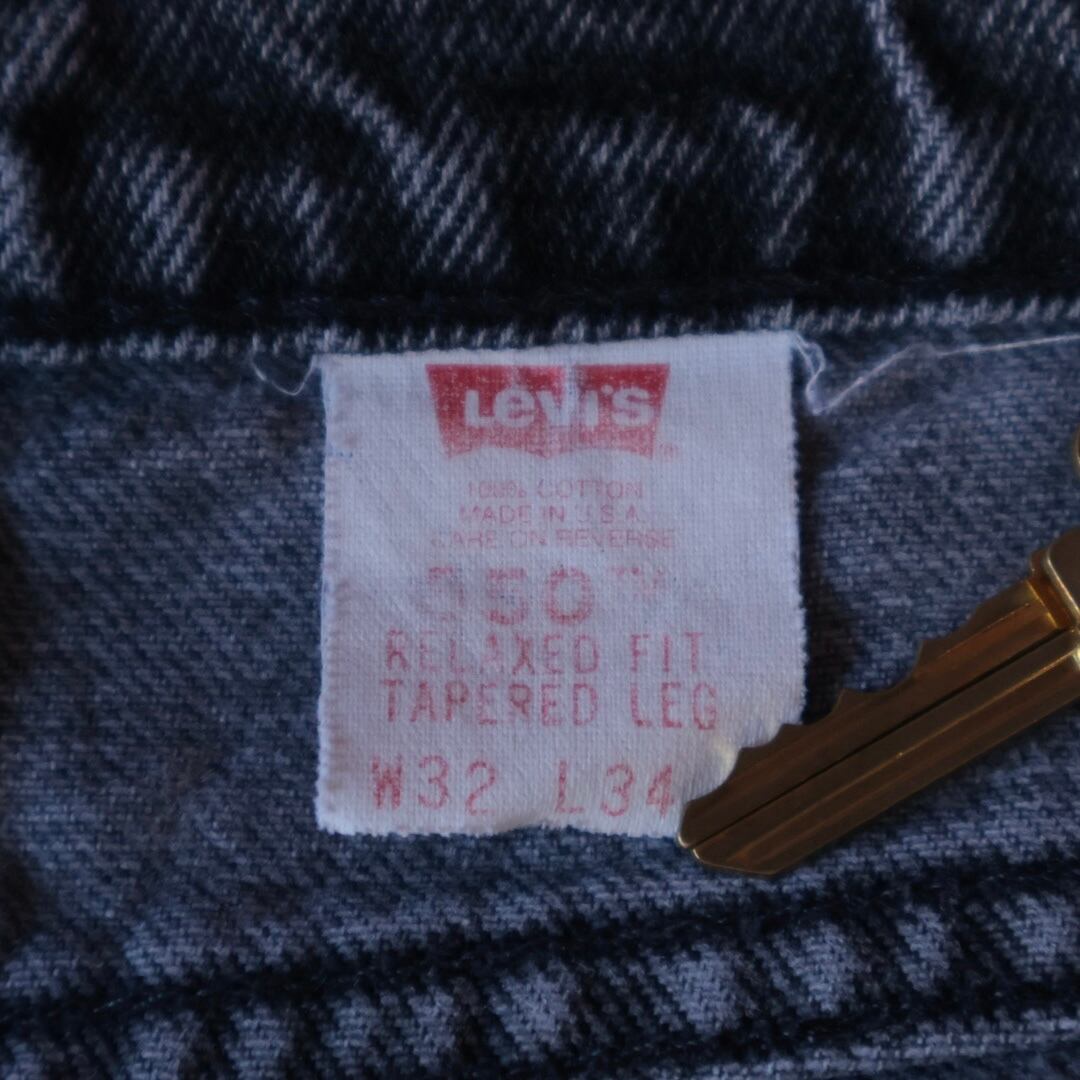 Levi's
100% COTTON
MADE IN U.S.A.
CARE ON REVERSE
550™
RELAXED FIT
TAPERED LEG
W32 L34